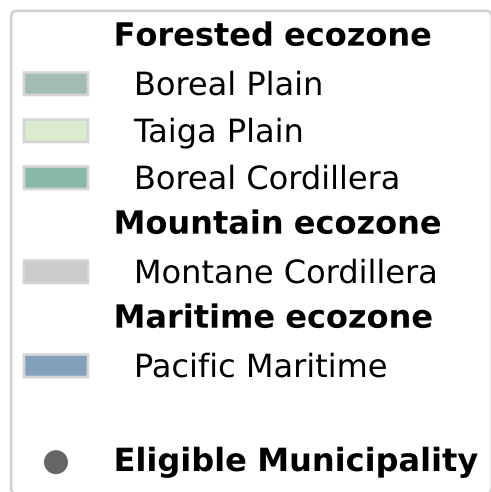 Forested ecozone
Boreal Plain
Taiga Plain
Boreal Cordillera
Mountain ecozone
Montane Cordillera
Maritime ecozone
Pacific Maritime
Eligible Municipality